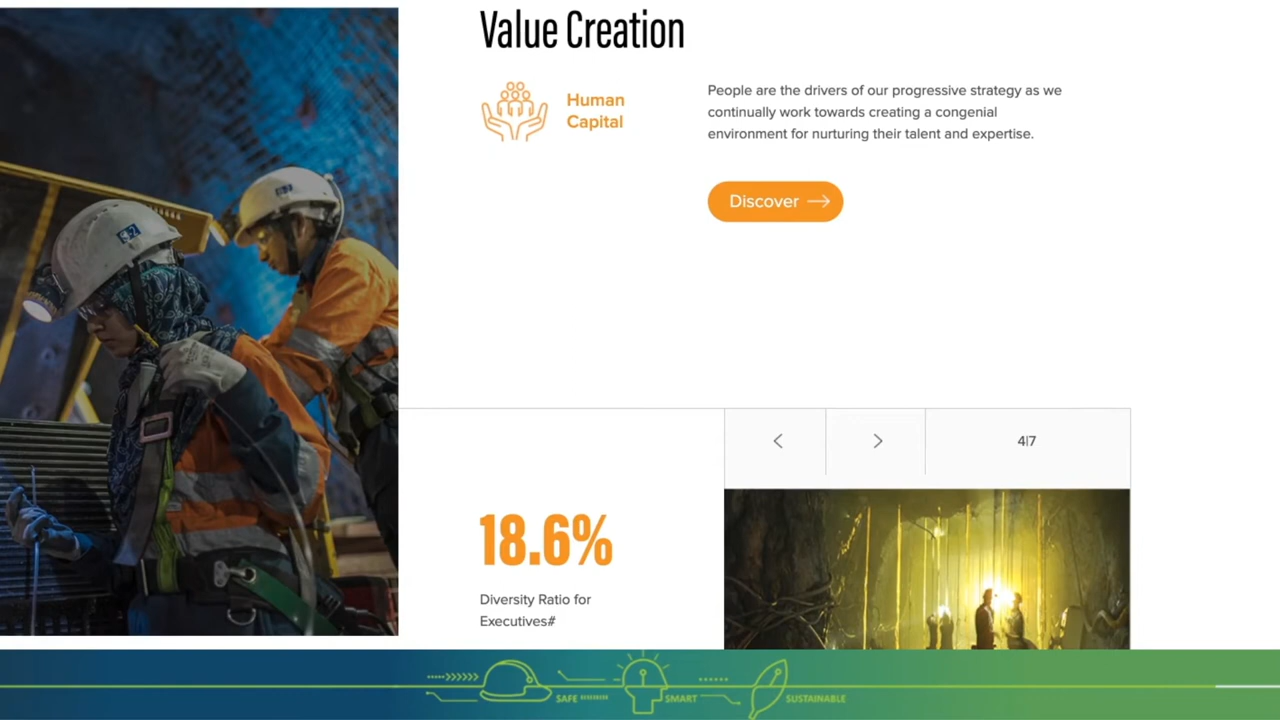 Value Creation
Human
Capital
People are the drivers of our progressive strategy as we
continually work towards creating a congenial
environment for nurturing their talent and expertise.
Discover
4|7
18.6%
Diversity Ratio for
Executives#
SAFE
SMART
SUSTAINABLE